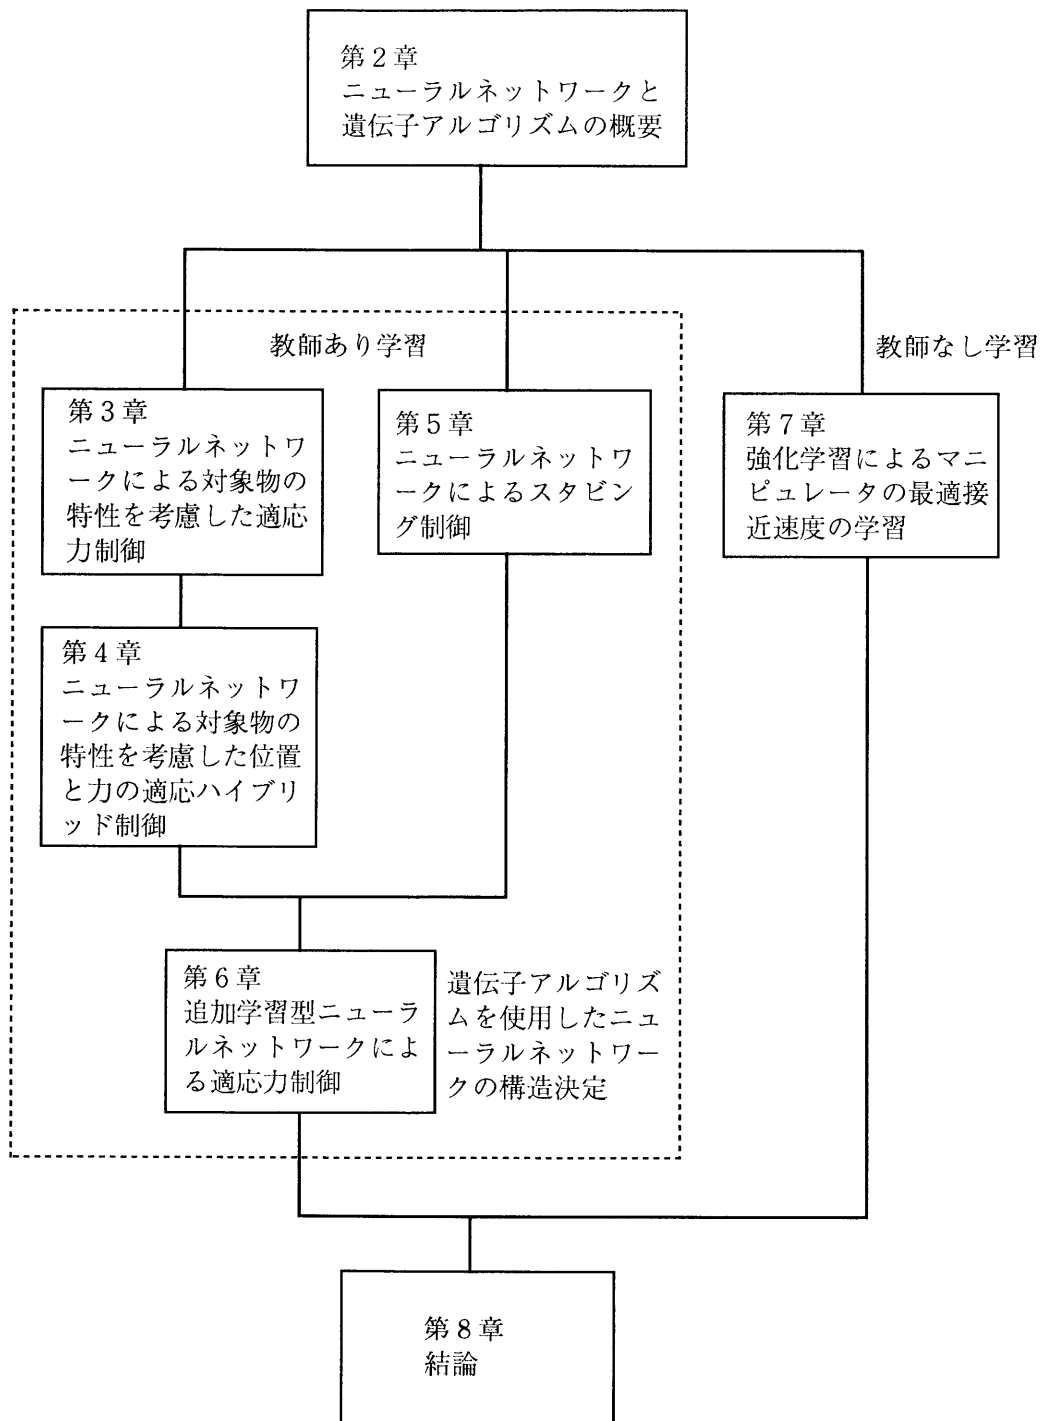 第2章
ニューラルネットワークと
遺伝子アルゴリズムの概要
教師あり学習
教師なし学習
第3章
ニューラルネットワ
ークによる対象物の
特性を考慮した適応
力制御
第5章
ニューラルネットワ
ークによるスタビン
グ制御
第7章
強化学習によるマニ
ピュレータの最適接
近速度の学習
第4章
ニューラルネットワ
ークによる対象物の
特性を考慮した位置
と力の適応ハイブリ
ッド制御
第6章
追加学習型ニューラ
ルネットワークによ
る適応力制御
遺伝子アルゴリズ
ムを使用したニュ
ーラルネットワー
クの構造決定
第8章
結論